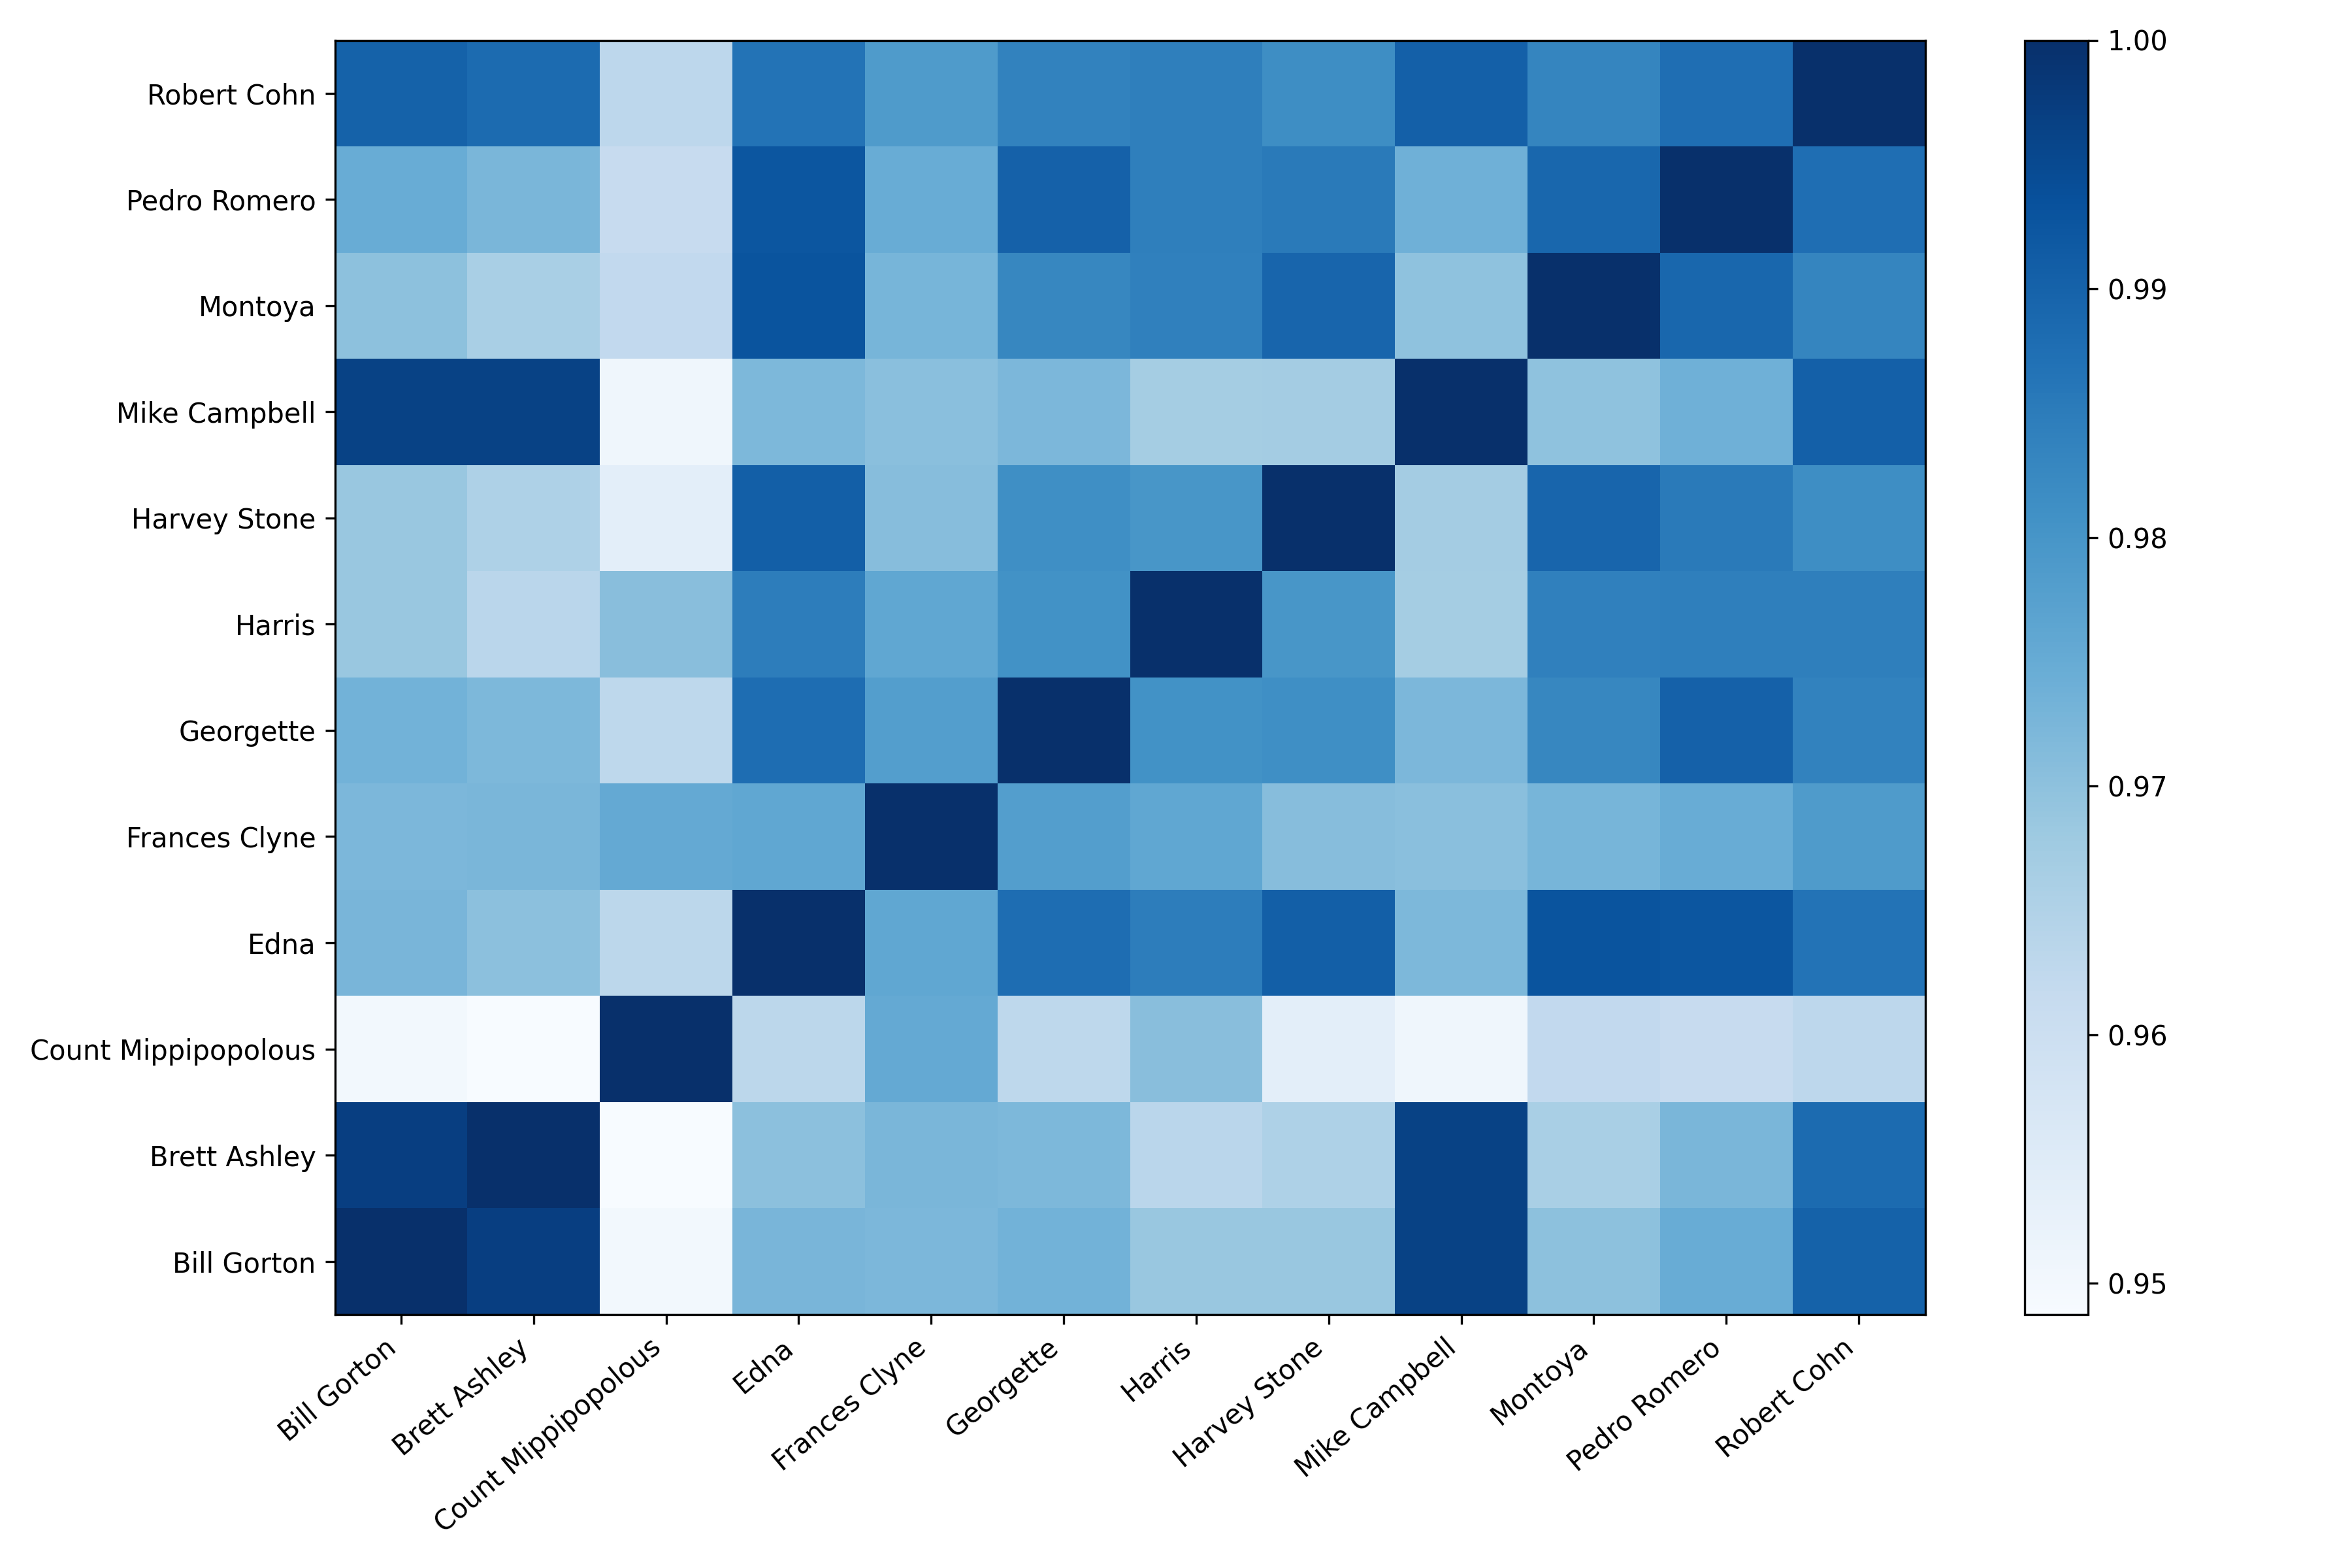 Robert Cohn
Pedro Romero
Montoya
Mike Campbell
Harvey Stone
Harris
Georgette
Frances Clyne
Edna
Count Mippipopolous
Brett Ashley
Bill Gorton
Bill Gorton
Brett Ashley
Count Mippipopolous
Edna
Frances Clyne
Georgette
Harris
Harvey Stone
Mike Campbell
Montoya
Pedro Romero
Robert Cohn
1.00
0.99
0.98
0.97
0.96
0.95